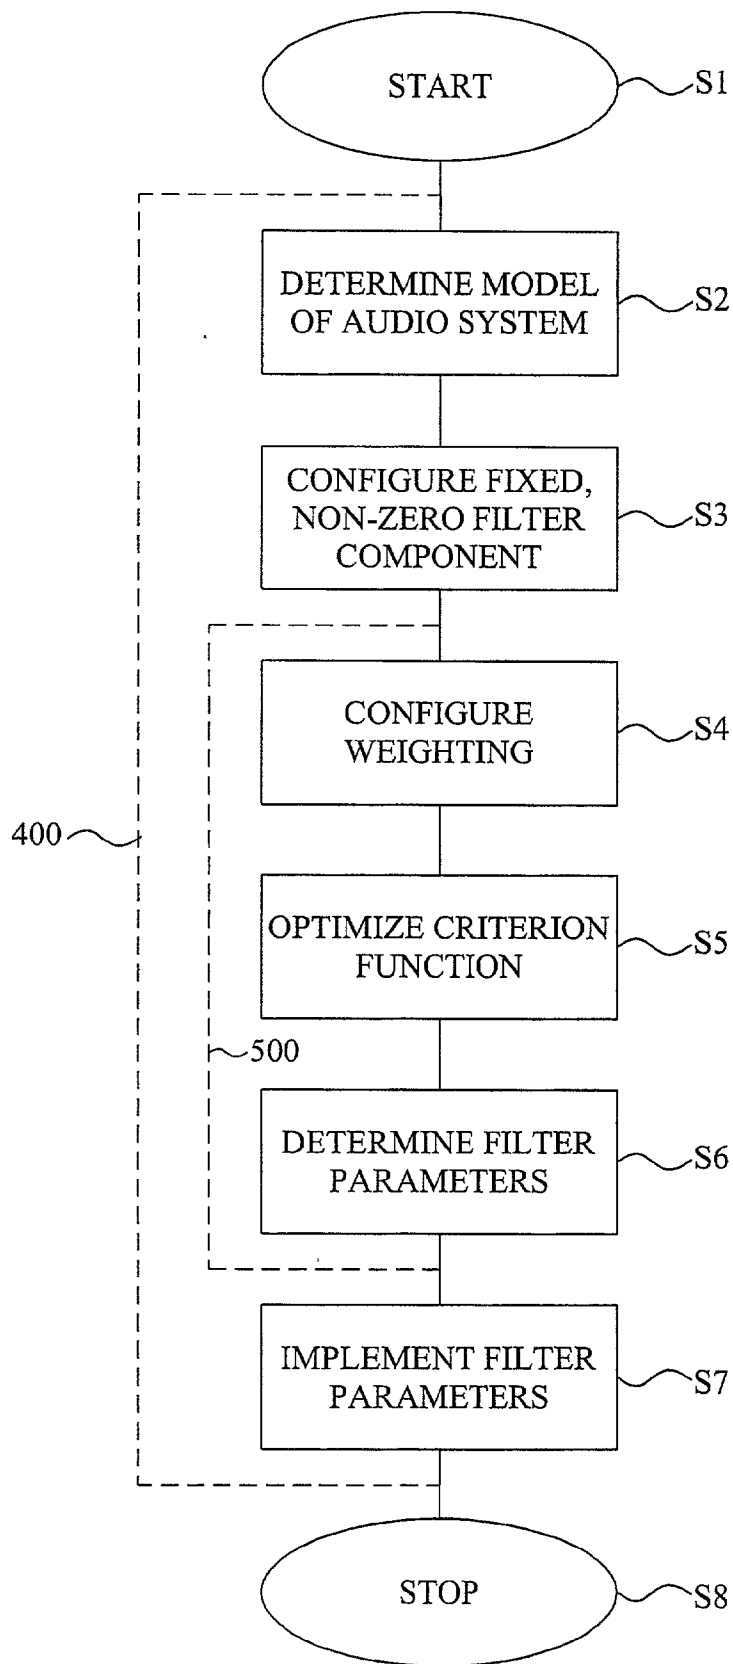 START
S1
DETERMINE MODEL
OF AUDIO SYSTEM
S2
CONFIGURE FIXED,
NON-ZERO FILTER
COMPONENT
S3
CONFIGURE
WEIGHTING
S4
400
OPTIMIZE CRITERION
FUNCTION
S5
500
DETERMINE FILTER
PARAMETERS
S6
IMPLEMENT FILTER
PARAMETERS
S7
STOP
S8